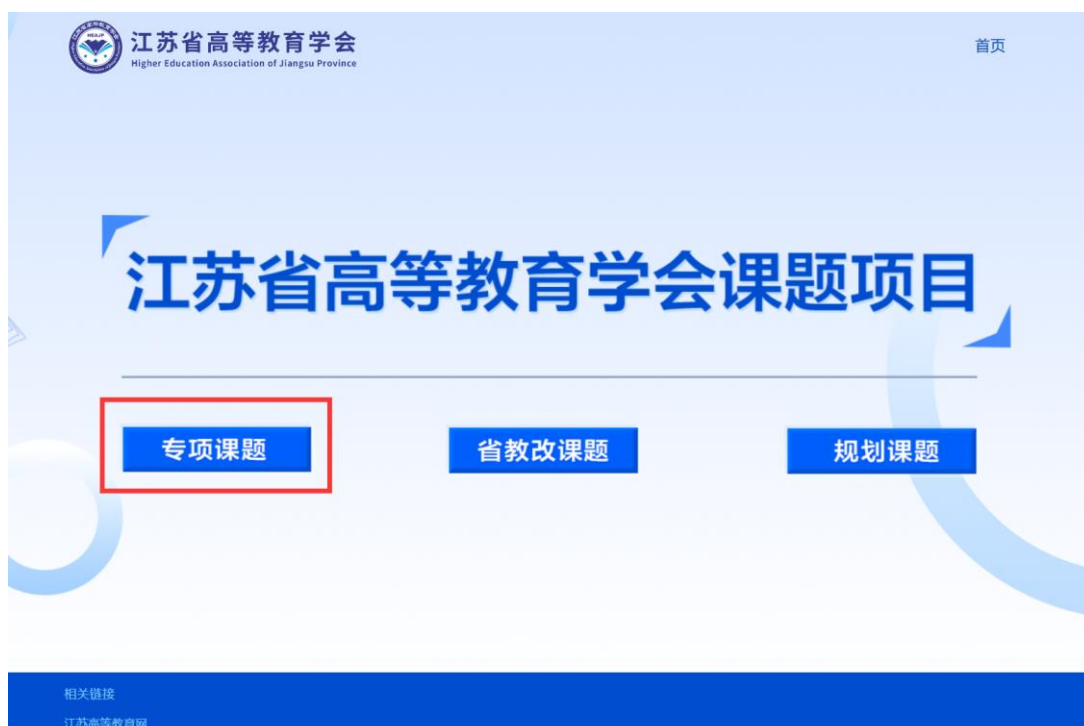 江苏省高等教育学会
Higher Education Association of Jiangsu Province
首页
江苏省高等教育学会课题项目
专项课题
省教改课题
规划课题
相关链接
江苏高等教育网